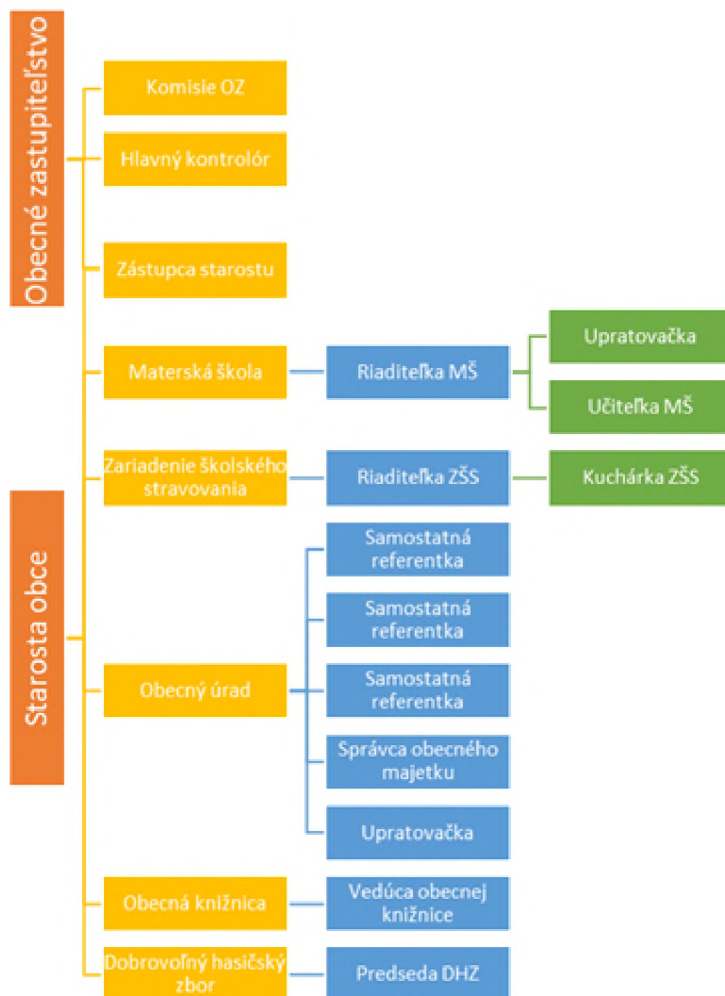 Obecné zastupiteľstvo
Komisie OZ
Hlavný kontrolór
Zástupca starostu
Materská škola
Riaditeľka MŠ
Upratovačka
Učiteľka MŠ
Starosta obce
Zariadenie školského
stravovania
Riaditeľka ZŠS
Kuchárka ZŠS
Obecný úrad
Samostatná
referentka
Samostatná
referentka
Samostatná
referentka
Správca obecného
majetku
Upratovačka
Obecná knižnica
Vedúca obecnej
knižnice
Dobrovoľný hasičský
zbor
Predseda DHZ